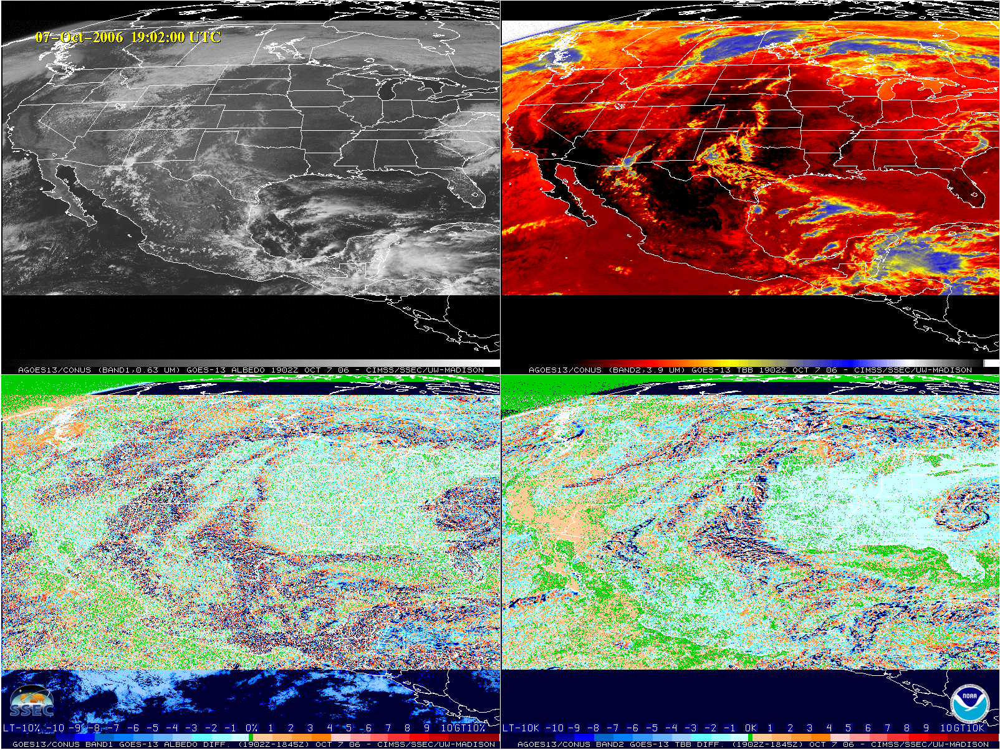 07-Oct-2006 19:02:00 UTC
AGOES13/CONUS (BAND1,0.63 UM) GOES-13 ALBEDO 1902Z OCT 7 06 - CIMSS/SSEC/UW-MADISON
AGOES13/CONUS (BAND2,3.9 UM) GOES-13 TBB 1902Z OCT 7 06 - CIMSS/SSEC/UW-MADISON
SSEC
LT-10% -10 -9 -8 -7 -6 -5 -4 -3 -2 -1 0% 1 2 3 4 5 6 7 8 9 10GT10%
GOES13/CONUS BAND1 GOES-13 ALBEDO DIFF. (1902Z-1845Z) OCT 7 06 - CIMSS/SSEC/UW-MADISON
NOAA
LT-10K -10 -9 -8 -7 -6 -5 -4 -3 -2 -1 0K 1 2 3 4 5 6 7 8 9 10GT10K
AGOES13/CONUS BAND2 GOES-13 TBB DIFF. (1902Z-1845Z) OCT 7 06 - CIMSS/SSEC/UW-MADISON